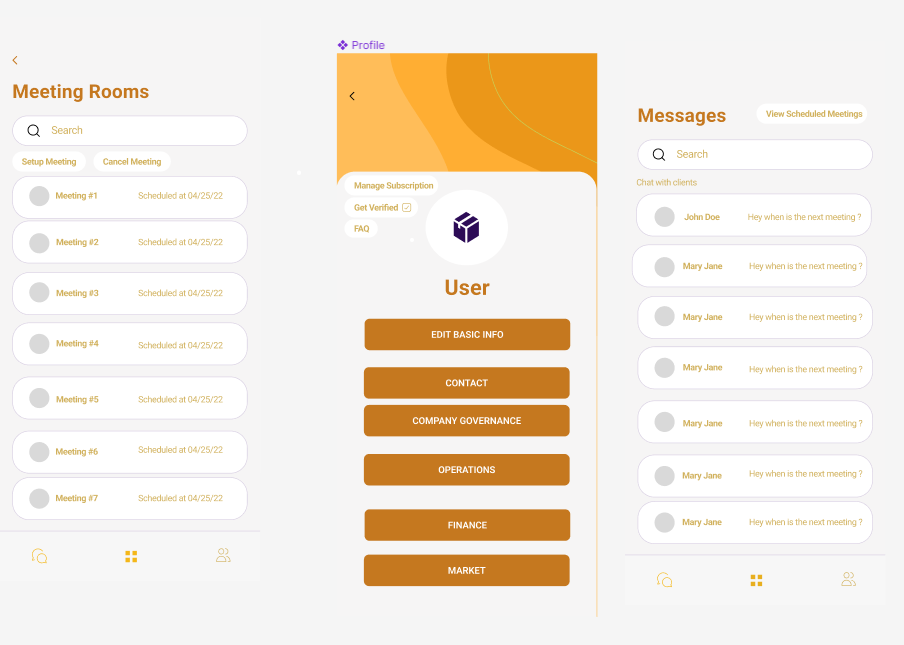 Meeting Rooms
Search
Setup Meeting Cancel Meeting
Meeting #1 Scheduled at 04/25/22
Meeting #2 Scheduled at 04/25/22
Meeting #3 Scheduled at 04/25/22
Meeting #4 Scheduled at 04/25/22
Meeting #5 Scheduled at 04/25/22
Meeting #6 Scheduled at 04/25/22
Meeting #7 Scheduled at 04/25/22
Profile
Manage Subscription
Get Verified
FAQ
User
EDIT BASIC INFO
CONTACT
COMPANY GOVERNANCE
OPERATIONS
FINANCE
MARKET
Messages View Scheduled Meetings
Search
Chat with clients
John Doe Hey when is the next meeting ?
Mary Jane Hey when is the next meeting ?
Mary Jane Hey when is the next meeting ?
Mary Jane Hey when is the next meeting ?
Mary Jane Hey when is the next meeting ?
Mary Jane Hey when is the next meeting ?
Mary Jane Hey when is the next meeting ?